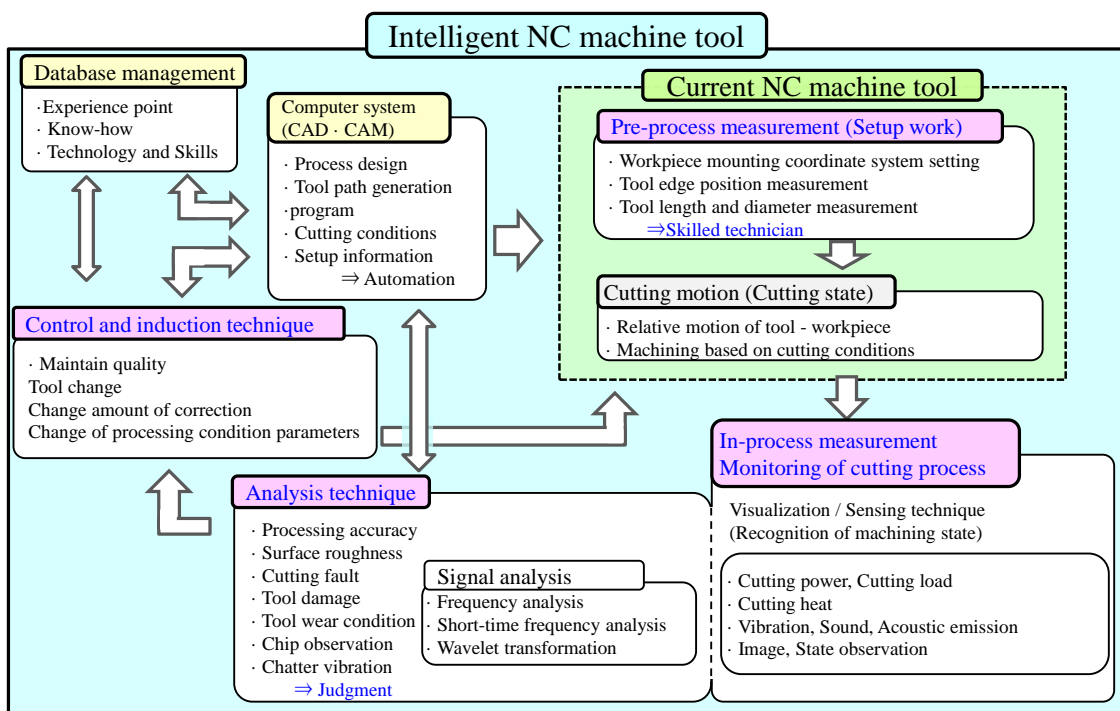 Intelligent NC machine tool
Database management
·Experience point
· Know-how
· Technology and Skills
Computer system
(CAD · CAM)
· Process design
· Tool path generation
·program
· Cutting conditions
· Setup information
⇒ Automation
Current NC machine tool
Pre-process measurement (Setup work)
· Workpiece mounting coordinate system setting
· Tool edge position measurement
· Tool length and diameter measurement
⇒Skilled technician
Cutting motion (Cutting state)
· Relative motion of tool - workpiece
· Machining based on cutting conditions
Control and induction technique
· Maintain quality
Tool change
Change amount of correction
Change of processing condition parameters
Analysis technique
· Processing accuracy
· Surface roughness
· Cutting fault
· Tool damage
· Tool wear condition
· Chip observation
· Chatter vibration
⇒ Judgment
Signal analysis
· Frequency analysis
· Short-time frequency analysis
· Wavelet transformation
In-process measurement
Monitoring of cutting process
Visualization / Sensing technique
(Recognition of machining state)
· Cutting power, Cutting load
· Cutting heat
· Vibration, Sound, Acoustic emission
· Image, State observation